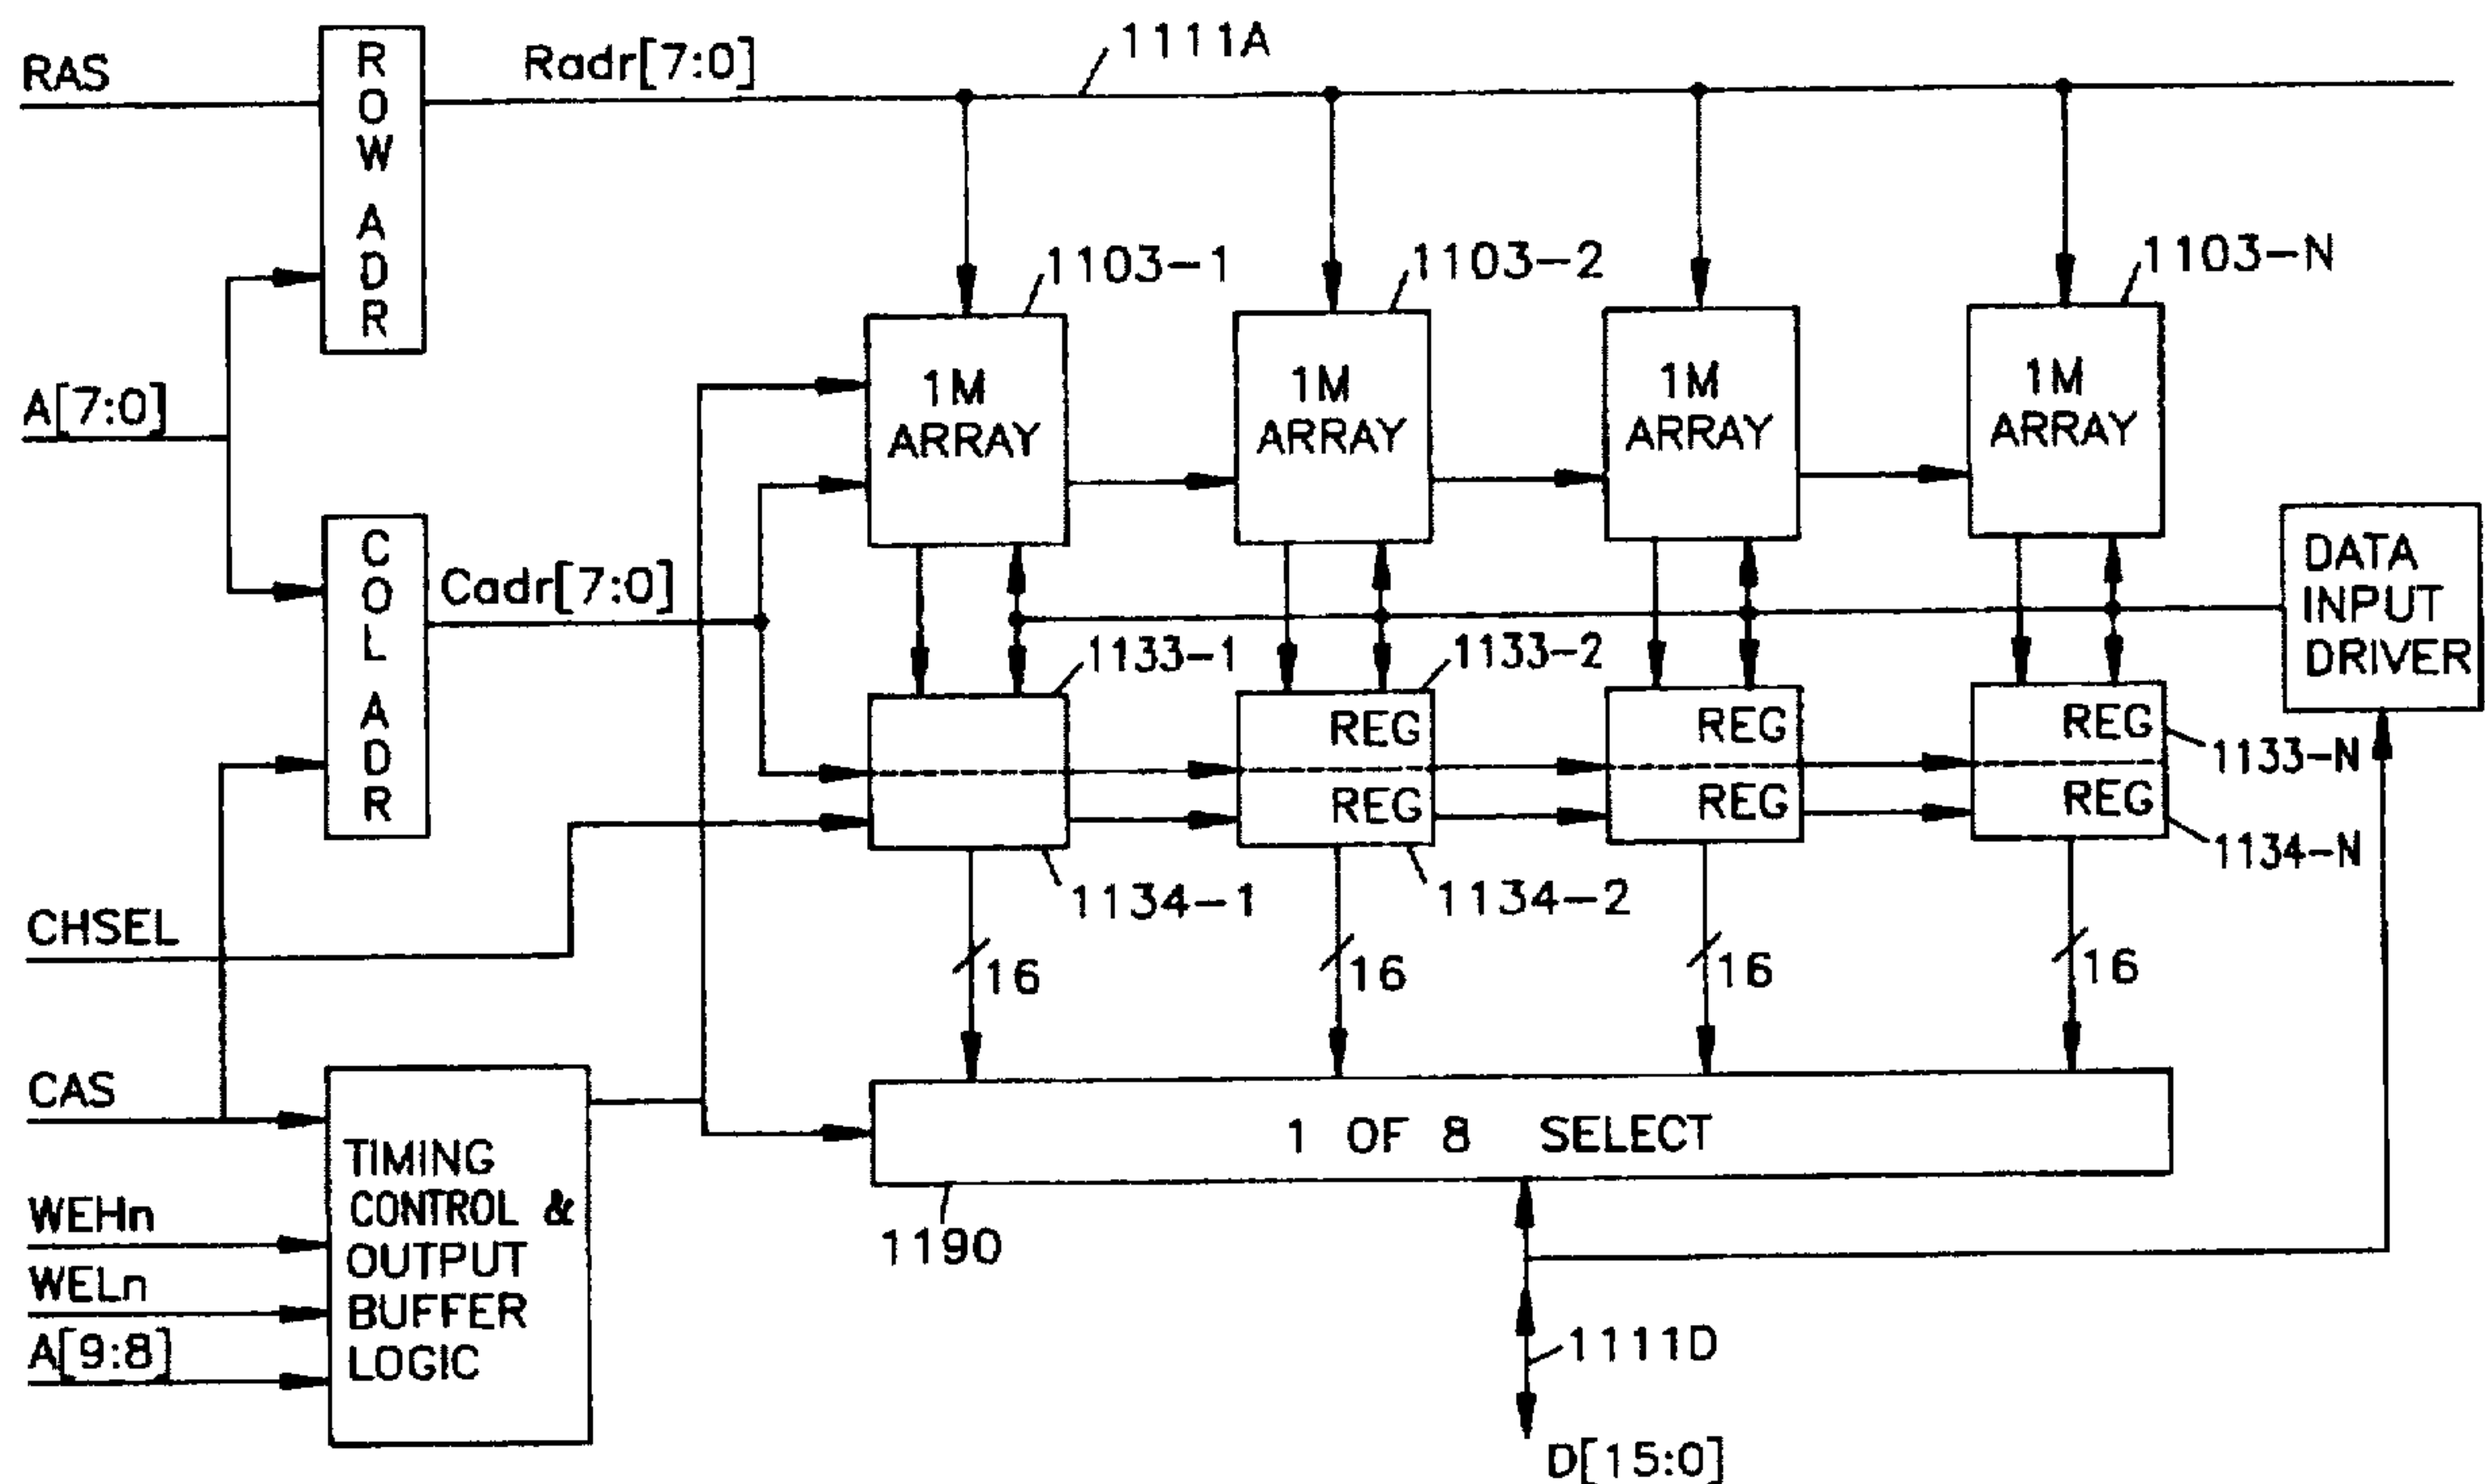 RAS
ROW ADR
Radr[7:0]
1111A
A[7:0]
1103-1
1103-2
1103-N
1M
ARRAY
1M
ARRAY
1M
ARRAY
1M
ARRAY
COL ADR
Cadr[7:0]
DATA
INPUT
DRIVER
1133-1
1133-2
REG
REG
REG
1133-N
REG
REG
REG
1134-N
CHSEL
1134-1
1134-2
16
16
16
16
CAS
WEHn
WELn
A[9:8]
TIMING
CONTROL &
OUTPUT
BUFFER
LOGIC
1 OF 8 SELECT
1190
1111D
D[15:0]